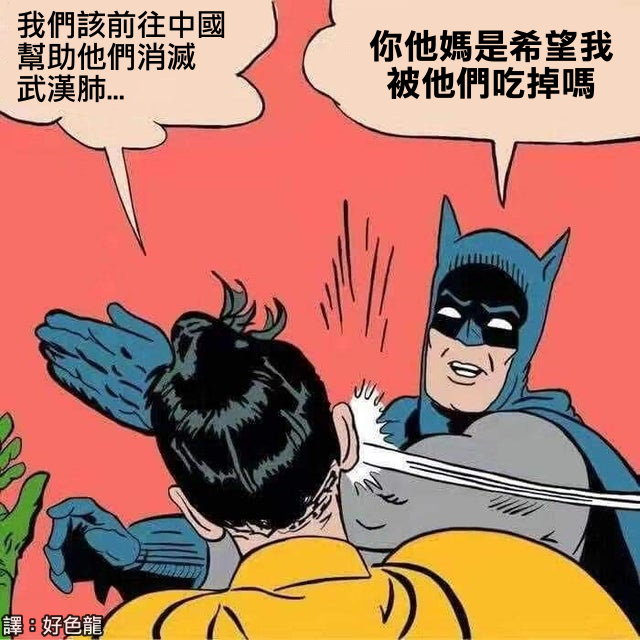 我們該前往中國
幫助他們消滅
武漢肺...
你他媽是希望我
被他們吃掉嗎
譯：好色龍